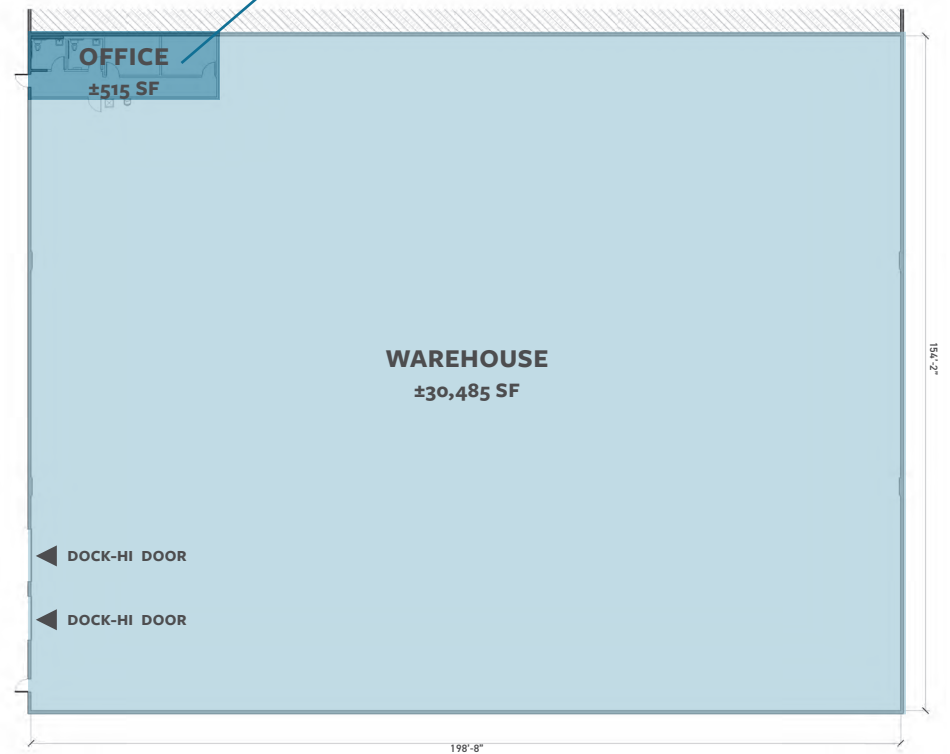 OFFICE
±515 SF
154'-2"
WAREHOUSE
±30,485 SF
DOCK-HI DOOR
DOCK-HI DOOR
198'-8"